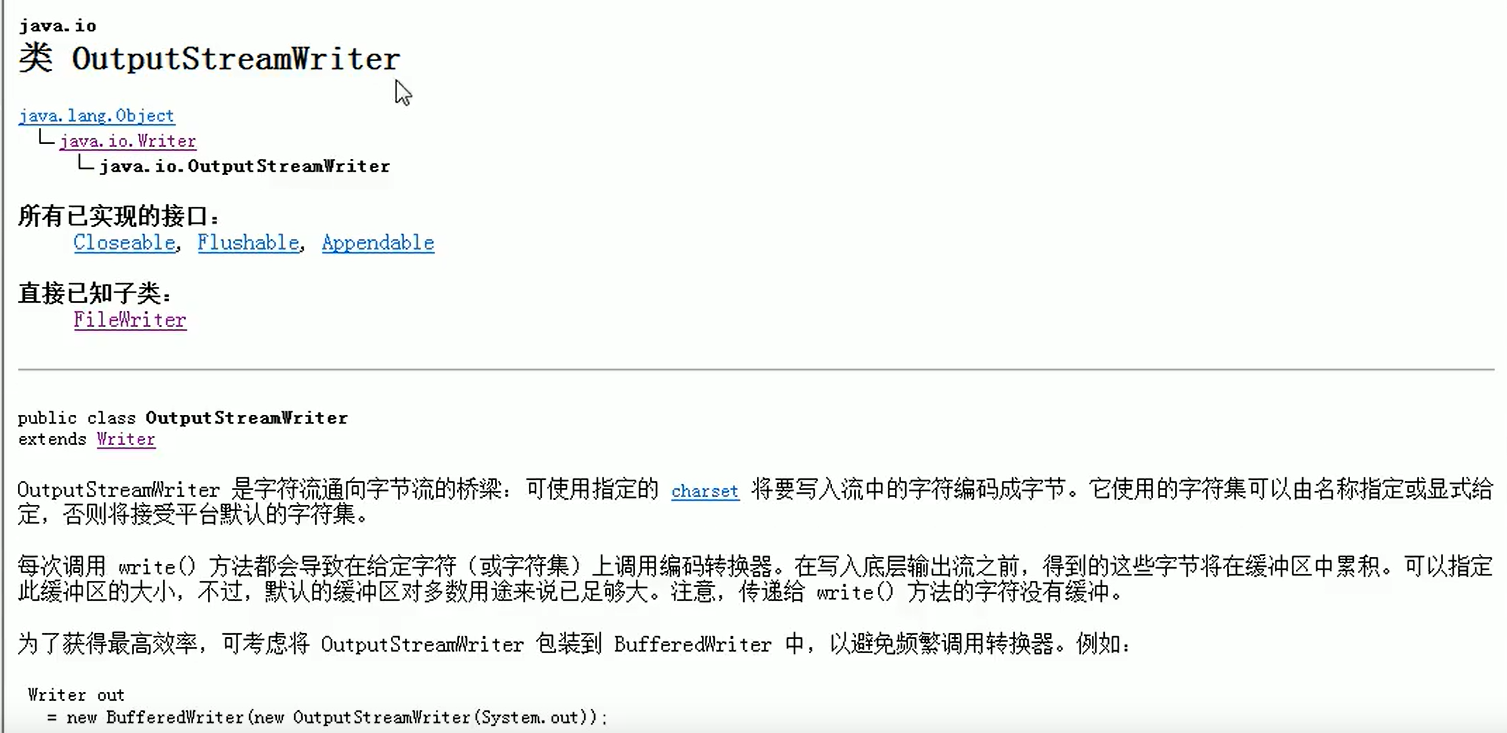 java.io
类 OutputStreamWriter
java.lang.Object
java.io.Writer
java.io.OutputStreamWriter
所有已实现的接口：
Closeable, Flushable, Appendable
直接已知子类：
FileWriter
public class OutputStreamWriter
extends Writer
OutputStreamWriter 是字符流通向字节流的桥梁：可使用指定的 charset 将要写入流中的字符编码成字节。它使用的字符集可以由名称指定或显式给
定，否则将接受平台默认的字符集。
每次调用 write() 方法都会导致在给定字符（或字符集）上调用编码转换器。在写入底层输出流之前，得到的这些字节将在缓冲区中累积。可以指定
此缓冲区的大小，不过，默认的缓冲区对多数用途来说已足够大。注意，传递给 write() 方法的字符没有缓冲。
为了获得最高效率，可考虑将 OutputStreamWriter 包装到 BufferedWriter 中，以避免频繁调用转换器。例如：
Writer out
= new BufferedWriter(new OutputStreamWriter(System.out));